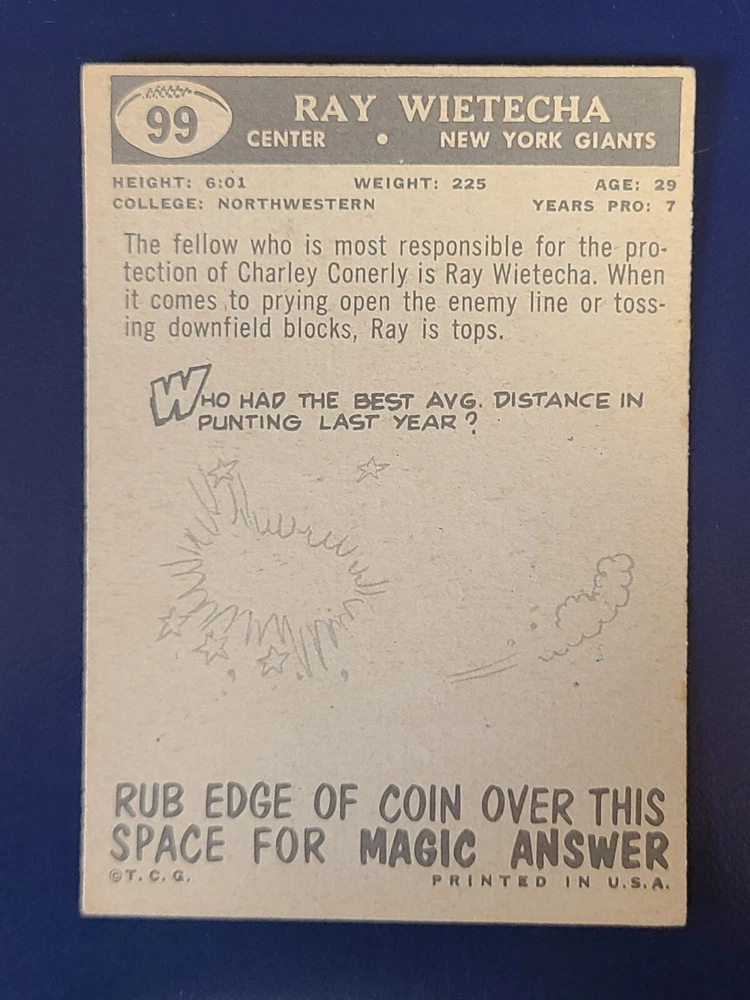 99
RAY WIETECHA
CENTER • NEW YORK GIANTS
HEIGHT: 6:01 WEIGHT: 225 AGE: 29
COLLEGE: NORTHWESTERN YEARS PRO: 7
The fellow who is most responsible for the pro-
tection of Charley Conerly is Ray Wietecha. When
it comes to prying open the enemy line or toss-
ing downfield blocks, Ray is tops.
WHO HAD THE BEST AVG. DISTANCE IN
PUNTING LAST YEAR?
RUB EDGE OF COIN OVER THIS
SPACE FOR MAGIC ANSWER
©T.C.G. PRINTED IN U.S.A.